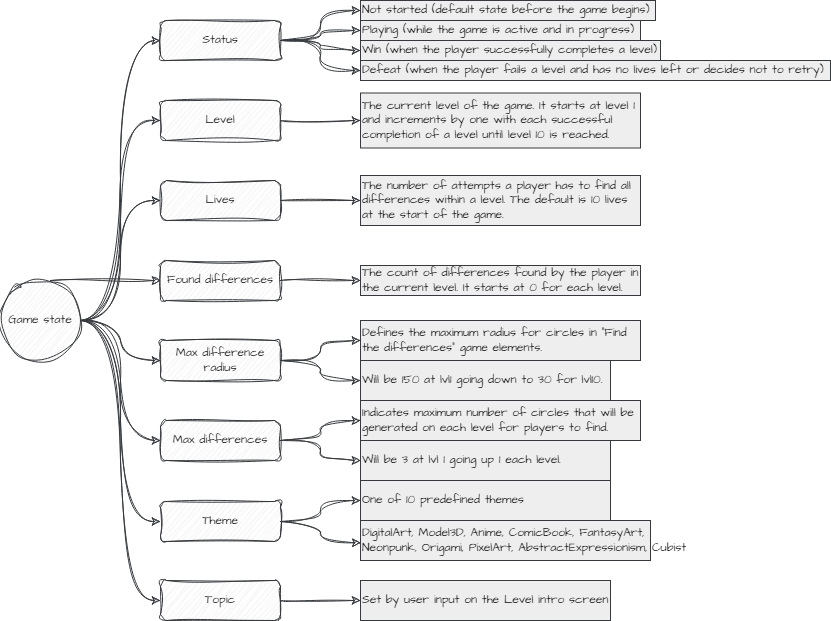 Game state
Status
Not started (default state before the game begins)
Playing (while the game is active and in progress)
Win (when the player successfully completes a level)
Defeat (when the player fails a level and has no lives left or decides not to retry)
Level
The current level of the game. It starts at level 1
and increments by one with each successful
completion of a level until level 10 is reached.
Lives
The number of attempts a player has to find all
differences within a level. The default is 10 lives
at the start of the game.
Found differences
The count of differences found by the player in
the current level. It starts at 0 for each level.
Max difference
radius
Defines the maximum radius for circles in "Find
the differences" game elements.
Will be 150 at lvl1 going down to 30 for lvl10.
Max differences
Indicates maximum number of circles that will be
generated on each level for players to find.
Will be 3 at lvl 1 going up 1 each level.
Theme
One of 10 predefined themes
DigitalArt, Model3D, Anime, ComicBook, FantasyArt,
Neonpunk, Origami, PixelArt, AbstractExpressionism, Cubist
Topic
Set by user input on the Level intro screen